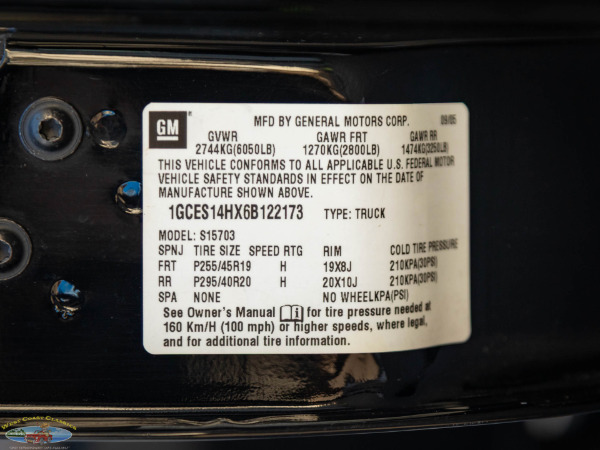 GM
MFD BY GENERAL MOTORS CORP. 09/05
GVWR GAWR FRT GAWR RR
2744KG(6050LB) 1270KG(2800LB) 1474KG(3250LB)
THIS VEHICLE CONFORMS TO ALL APPLICABLE U.S. FEDERAL MOTOR
VEHICLE SAFETY STANDARDS IN EFFECT ON THE DATE OF
MANUFACTURE SHOWN ABOVE.
1GCES14HX6B122173 TYPE: TRUCK
MODEL: S15703
SPNJ TIRE SIZE SPEED RTG RIM COLD TIRE PRESSURE
FRT P255/45R19 H 19X8J 210KPA(30PSI)
RR P295/40R20 H 20X10J 210KPA(30PSI)
SPA NONE NO WHEELKPA(PSI)
See Owner's Manual i for tire pressure needed at
160 Km/H (100 mph) or higher speeds, where legal,
and for additional tire information.
WEST COAST CLASSICS